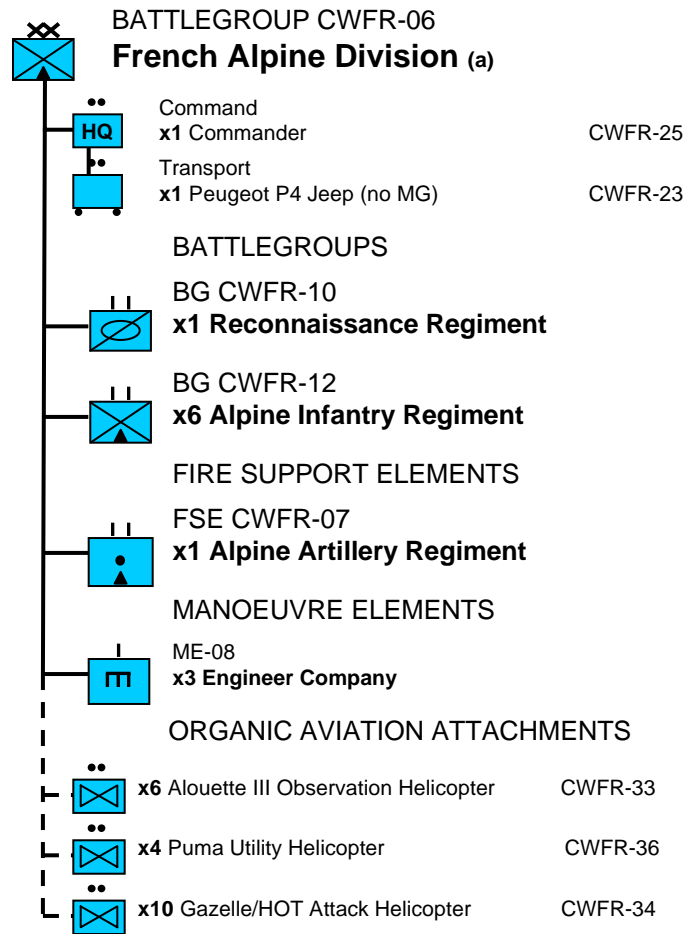 BATTLEGROUP CWFR-06
French Alpine Division (a)
Command
HQ
x1 Commander CWFR-25
Transport
x1 Peugeot P4 Jeep (no MG) CWFR-23
BATTLEGROUPS
BG CWFR-10
x1 Reconnaissance Regiment
BG CWFR-12
x6 Alpine Infantry Regiment
FIRE SUPPORT ELEMENTS
FSE CWFR-07
x1 Alpine Artillery Regiment
MANOEUVRE ELEMENTS
ME-08
x3 Engineer Company
ORGANIC AVIATION ATTACHMENTS
x6 Alouette III Observation Helicopter CWFR-33
x4 Puma Utility Helicopter CWFR-36
x10 Gazelle/HOT Attack Helicopter CWFR-34